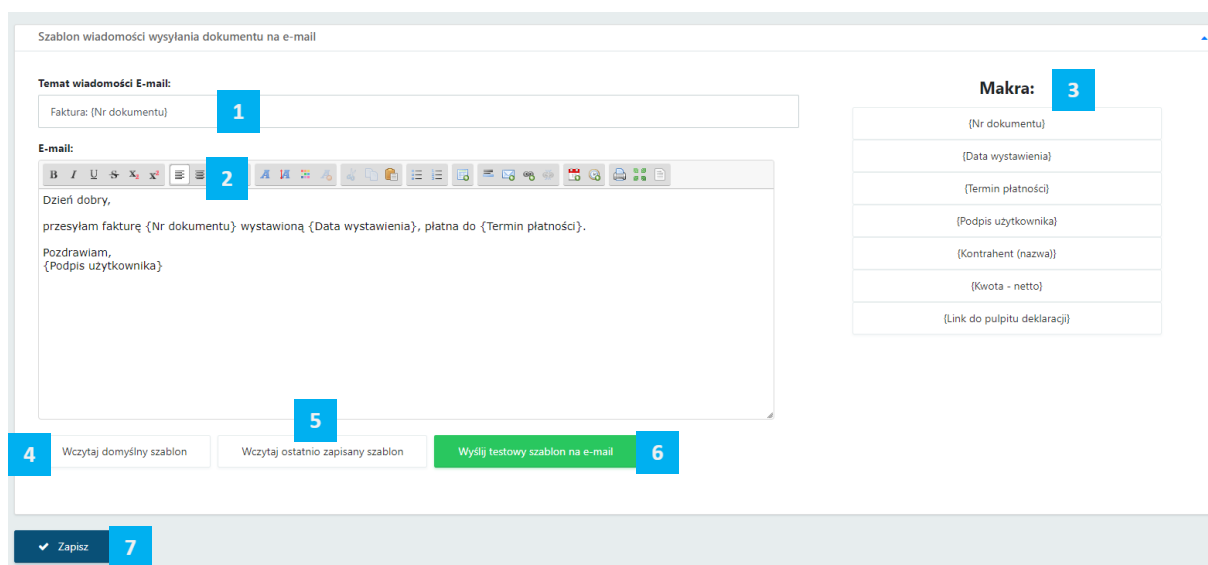 Szablon wiadomości wysyłania dokumentu na e-mail
Temat wiadomości E-mail:
Faktura: {Nr dokumentu}
1
E-mail:
B I U S X₂ X²
2
Dzień dobry,
przesyłam fakturę {Nr dokumentu} wystawioną {Data wystawienia}, płatna do {Termin płatności}.
Pozdrawiam,
{Podpis użytkownika}
Makra:
3
{Nr dokumentu}
{Data wystawienia}
{Termin płatności}
{Podpis użytkownika}
{Kontrahent (nazwa)}
{Kwota - netto}
{Link do pulpitu deklaracji}
4
Wczytaj domyślny szablon
5
Wczytaj ostatnio zapisany szablon
Wyślij testowy szablon na e-mail
6
Zapisz
7